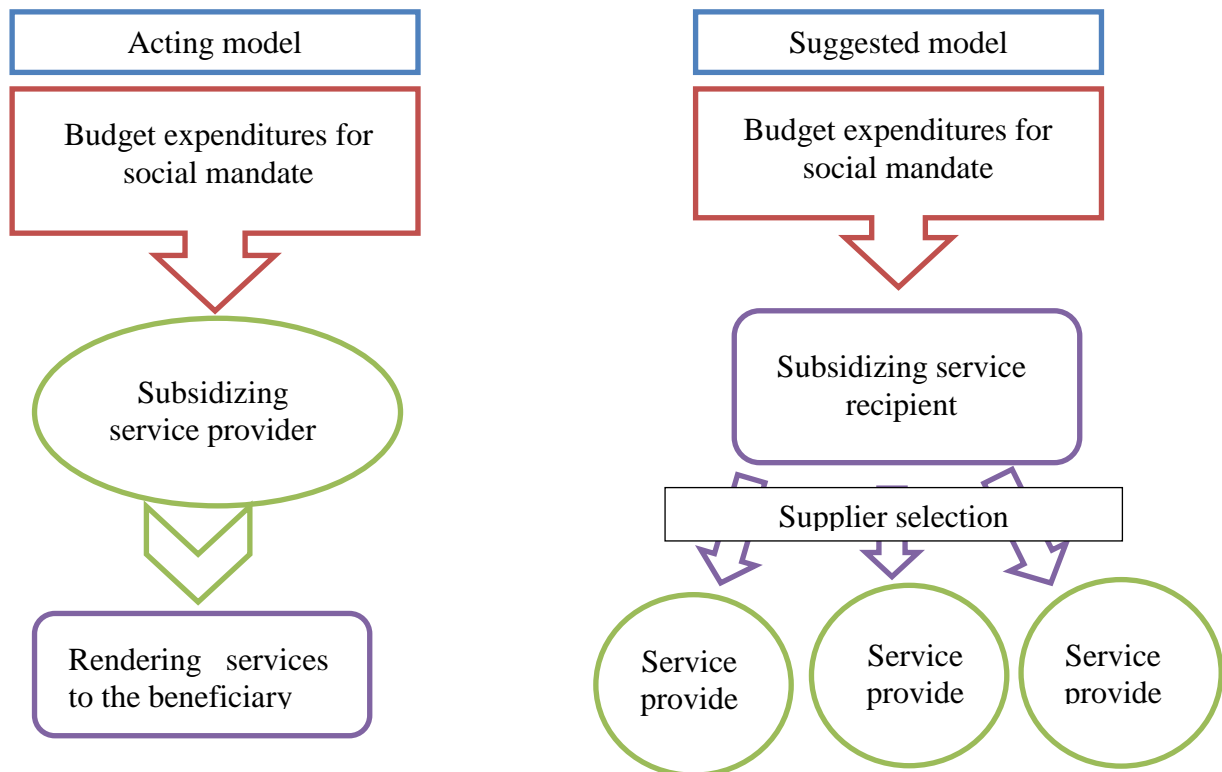 Acting model
Budget expenditures for
social mandate
Subsidizing
service provider
Rendering services
to the beneficiary
Suggested model
Budget expenditures for
social mandate
Subsidizing service
recipient
Supplier selection
Service
provide
Service
provide
Service
provide